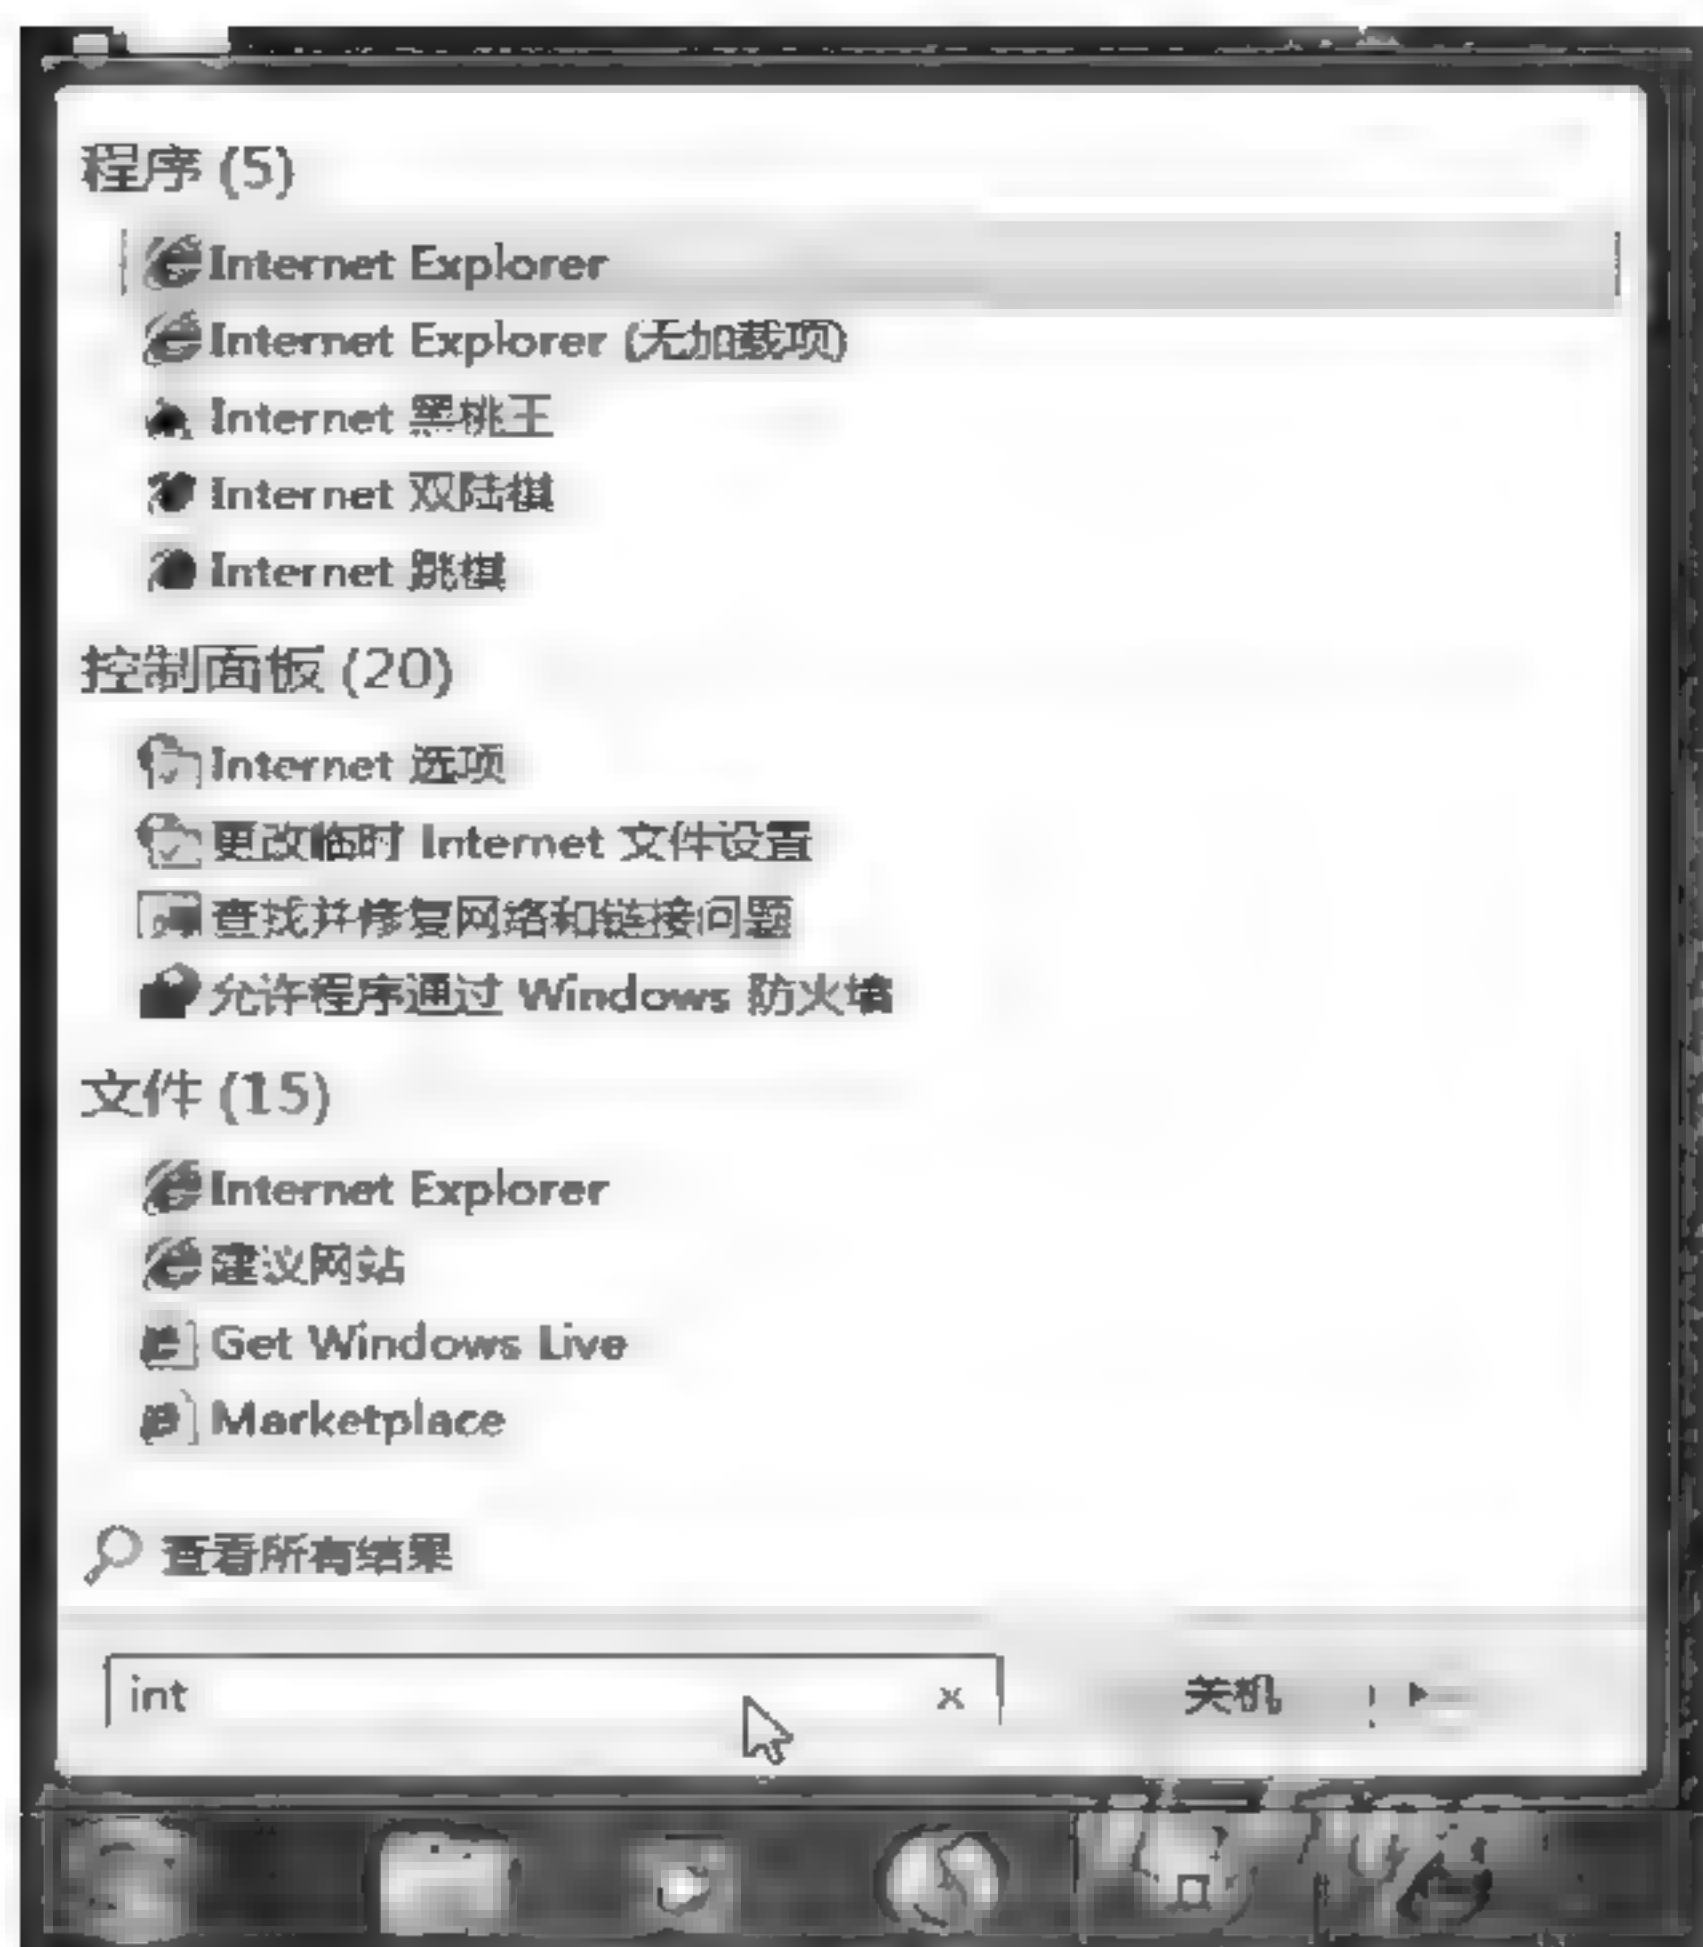 程序 (5)
Internet Explorer
Internet Explorer (无加载项)
Internet 黑桃王
Internet 双陆棋
Internet 跳棋
控制面板 (20)
Internet 选项
更改临时 Internet 文件设置
查找并修复网络和链接问题
允许程序通过 Windows 防火墙
文件 (15)
Internet Explorer
建议网站
Get Windows Live
Marketplace
查看所有结果
int x 关机